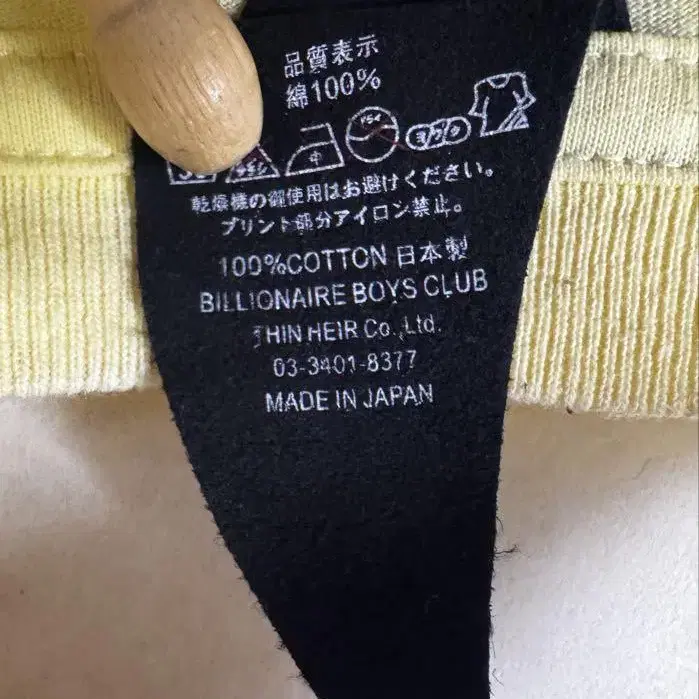 品質表示
綿100%
中
乾燥機の御使用はお避けください。
プリント部分アイロン禁止。
100%COTTON 日本製
BILLIONAIRE BOYS CLUB
THIN HEIR Co., Ltd.
03-3401-8377
MADE IN JAPAN